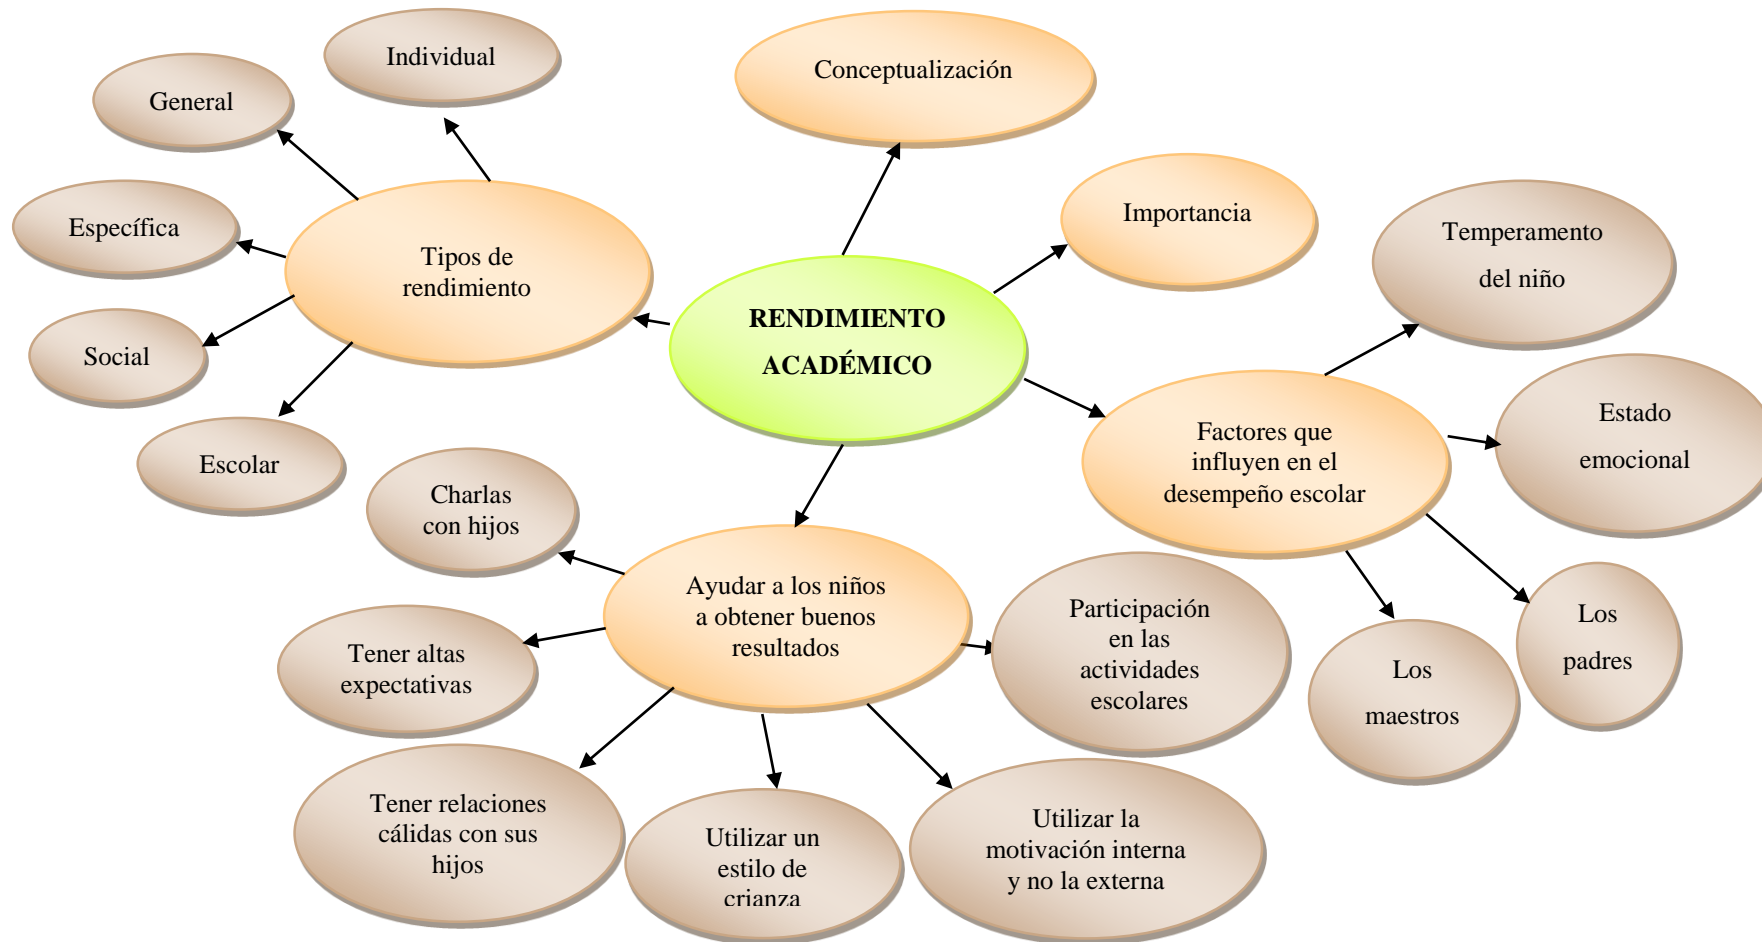 Individual
General
Específica
Social
Escolar
Tipos de
rendimiento
Conceptualización
Importancia
RENDIMIENTO
ACADÉMICO
Temperamento
del niño
Estado
emocional
Factores que
influyen en el
desempeño escolar
Los
padres
Los
maestros
Charlas
con hijos
Ayudar a los niños
a obtener buenos
resultados
Tener altas
expectativas
Participación
en las
actividades
escolares
Tener relaciones
cálidas con sus
hijos
Utilizar un
estilo de
crianza
Utilizar la
motivación interna
y no la externa